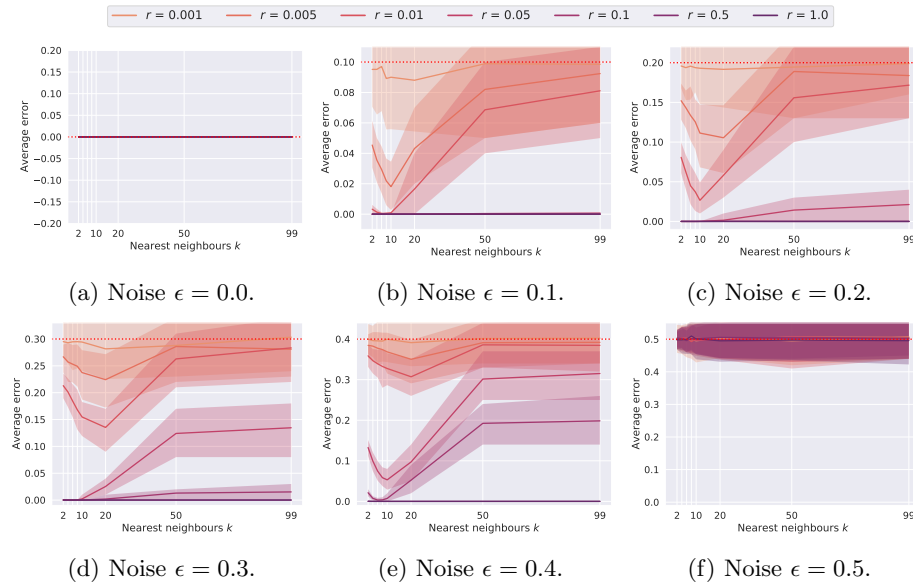 r = 0.001 r = 0.005 r = 0.01 r = 0.05 r = 0.1 r = 0.5 r = 1.0
0.20
0.15
0.10
0.05
0.00
−0.05
−0.10
−0.15
−0.20
Average error
2 10 20 50 99
Nearest neighbours k
(a) Noise ϵ = 0.0.
0.10
0.08
0.06
0.04
0.02
0.00
Average error
2 10 20 50 99
Nearest neighbours k
(b) Noise ϵ = 0.1.
0.20
0.15
0.10
0.05
0.00
Average error
2 10 20 50 99
Nearest neighbours k
(c) Noise ϵ = 0.2.
0.30
0.25
0.20
0.15
0.10
0.05
0.00
Average error
2 10 20 50 99
Nearest neighbours k
(d) Noise ϵ = 0.3.
0.4
0.3
0.2
0.1
0.0
Average error
2 10 20 50 99
Nearest neighbours k
(e) Noise ϵ = 0.4.
0.5
0.4
0.3
0.2
0.1
0.0
Average error
2 10 20 50 99
Nearest neighbours k
(f) Noise ϵ = 0.5.